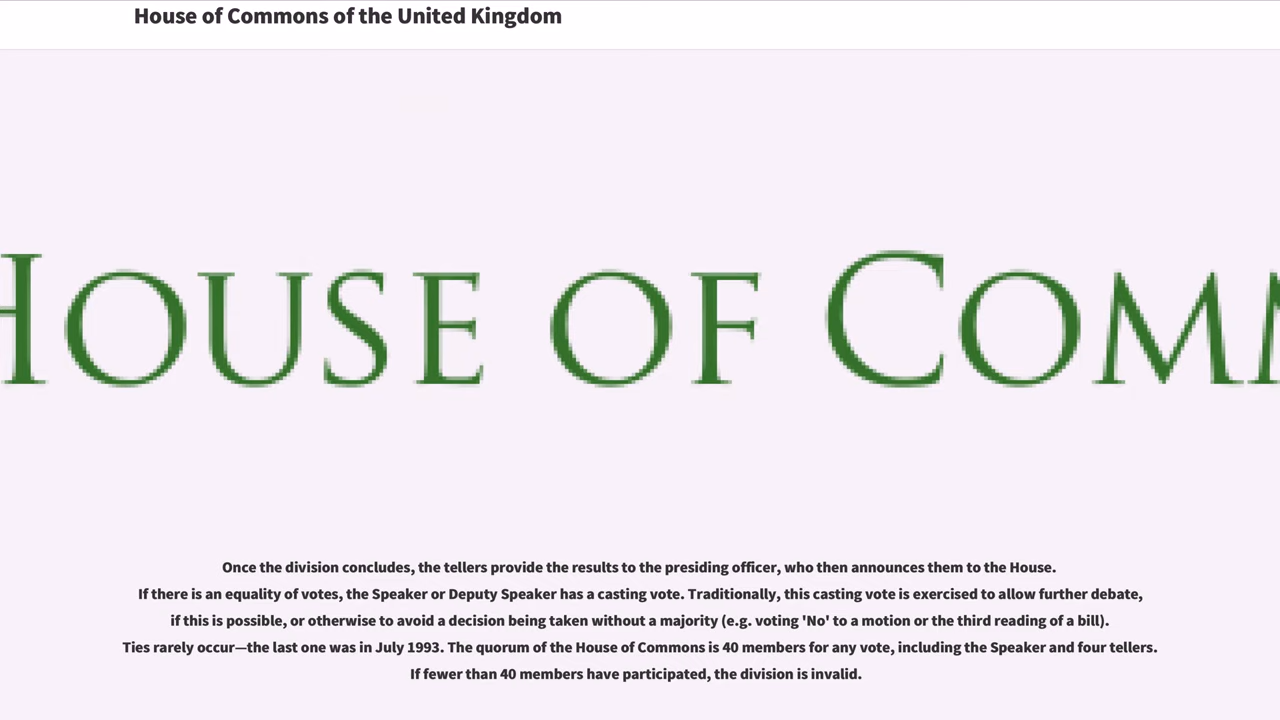 House of Commons of the United Kingdom
HOUSE OF COMM
Once the division concludes, the tellers provide the results to the presiding officer, who then announces them to the House.
If there is an equality of votes, the Speaker or Deputy Speaker has a casting vote. Traditionally, this casting vote is exercised to allow further debate,
if this is possible, or otherwise to avoid a decision being taken without a majority (e.g. voting 'No' to a motion or the third reading of a bill).
Ties rarely occur—the last one was in July 1993. The quorum of the House of Commons is 40 members for any vote, including the Speaker and four tellers.
If fewer than 40 members have participated, the division is invalid.